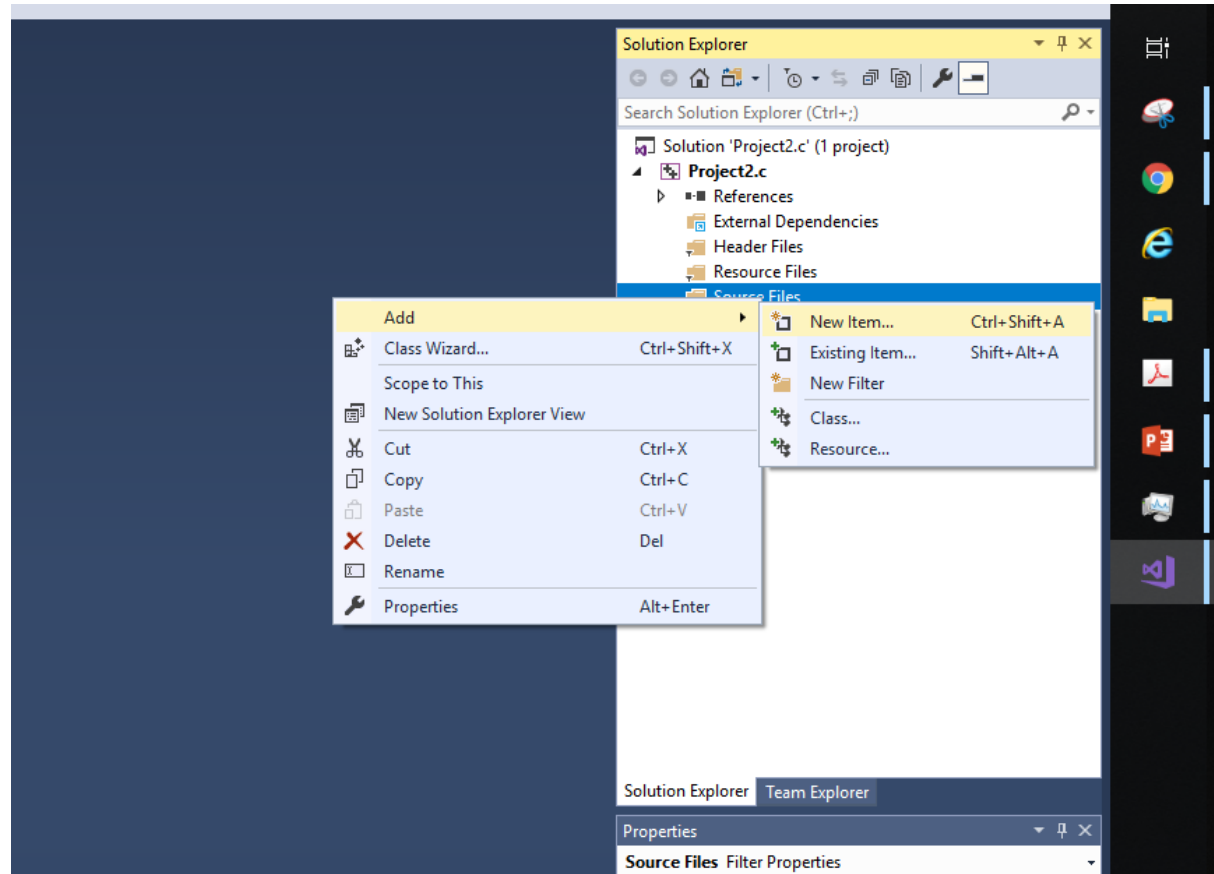 Solution Explorer
Search Solution Explorer (Ctrl+;)
Solution 'Project2.c' (1 project)
Project2.c
References
External Dependencies
Header Files
Resource Files
Source Files
Add
Class Wizard... Ctrl+Shift+X
Scope to This
New Solution Explorer View
Cut Ctrl+X
Copy Ctrl+C
Paste Ctrl+V
Delete Del
Rename
Properties Alt+Enter
New Item... Ctrl+Shift+A
Existing Item... Shift+Alt+A
New Filter
Class...
Resource...
Solution Explorer Team Explorer
Properties
Source Files Filter Properties